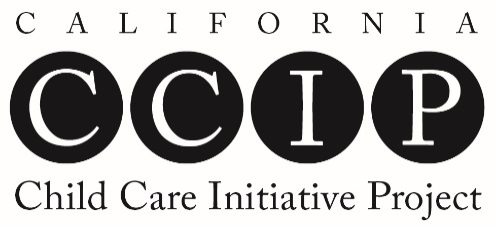 CALIFORNIA
CCIP
Child Care Initiative Project